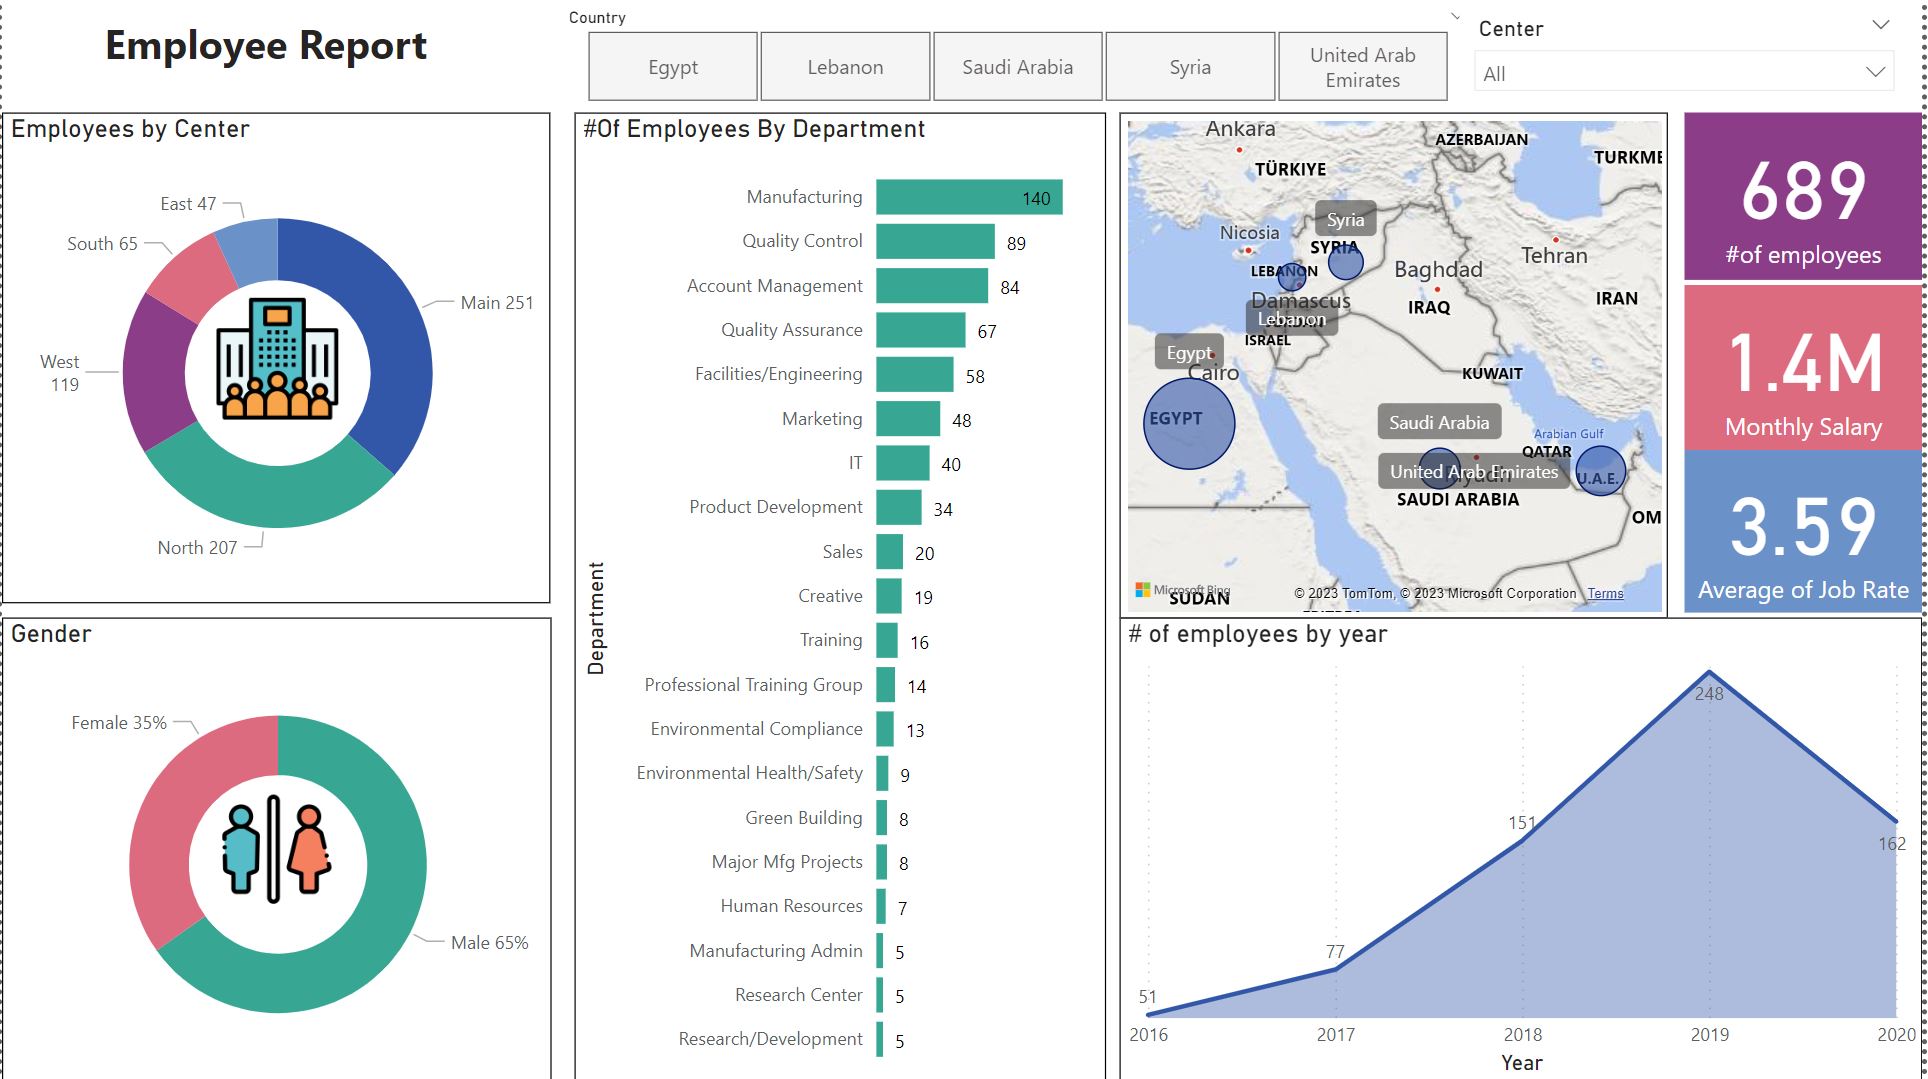 Employee Report
Country
Egypt
Lebanon
Saudi Arabia
Syria
United Arab
Emirates
Center
All
Employees by Center
East 47
South 65
Main 251
West
119
North 207
Gender
Female 35%
Male 65%
#Of Employees By Department
Department
Manufacturing 140
Quality Control 89
Account Management 84
Quality Assurance 67
Facilities/Engineering 58
Marketing 48
IT 40
Product Development 34
Sales 20
Creative 19
Training 16
Professional Training Group 14
Environmental Compliance 13
Environmental Health/Safety 9
Green Building 8
Major Mfg Projects 8
Human Resources 7
Manufacturing Admin 5
Research Center 5
Research/Development 5
Ankara
AZERBAIJAN
TÜRKIYE
TURKME
Syria
Nicosia
SYRIA
Tehran
LEBANON
Baghdad
Damascus
IRAN
IRAQ
Lebanon
ISRAEL
Egypt
Cairo
KUWAIT
EGYPT
Saudi Arabia
Arabian Gulf
QATAR
United Arab Emirates
U.A.E.
SAUDI ARABIA
OM
Microsoft Bing
SUDAN
© 2023 TomTom, © 2023 Microsoft Corporation Terms
689
#of employees
1.4M
Monthly Salary
3.59
Average of Job Rate
# of employees by year
248
151
162
77
51
2016 2017 2018 2019 2020
Year